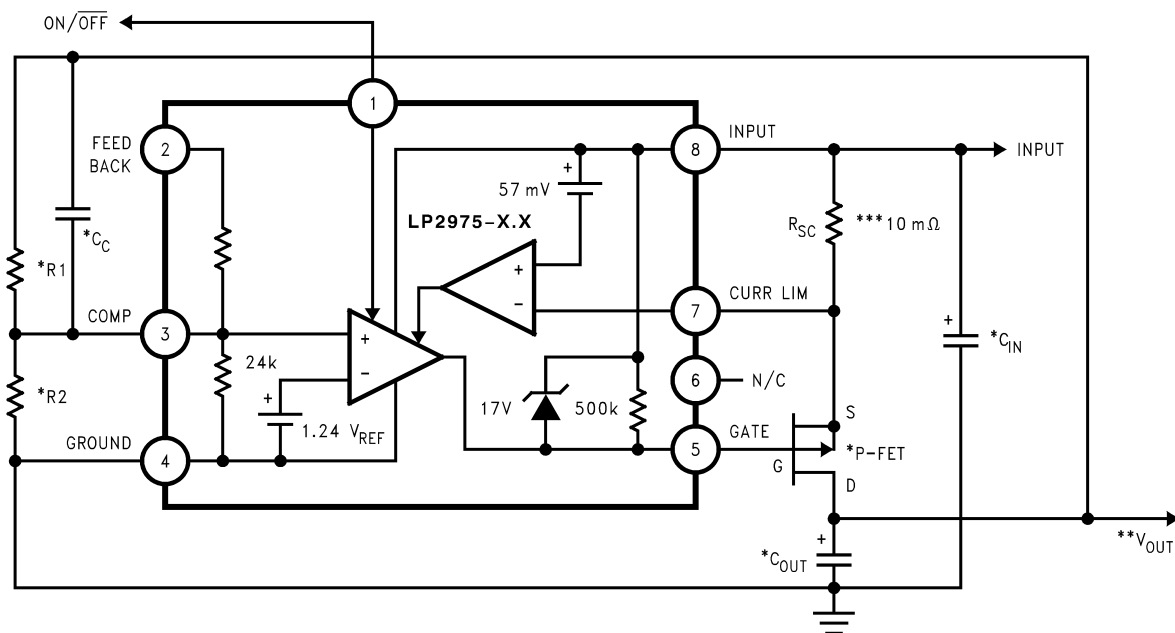 ON/OFF
1
FEED
BACK
2
8
INPUT
INPUT
+
57 mV
LP2975-X.X
R_SC
***10 mΩ
*C_C
*R1
+
−
7
CURR LIM
COMP
3
+
−
24k
+
*C_IN
6
N/C
*R2
+
1.24 V_REF
17V
500k
S
GROUND
4
5
GATE
G
*P-FET
D
+
*C_OUT
**V_OUT